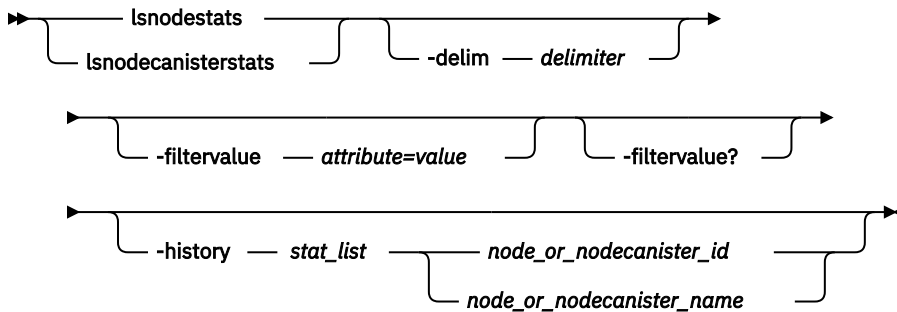 lsnodestats
lsnodecanisterstats
-delim delimiter
-filtervalue attribute=value
-filtervalue?
-history stat_list
node_or_nodecanister_id
node_or_nodecanister_name